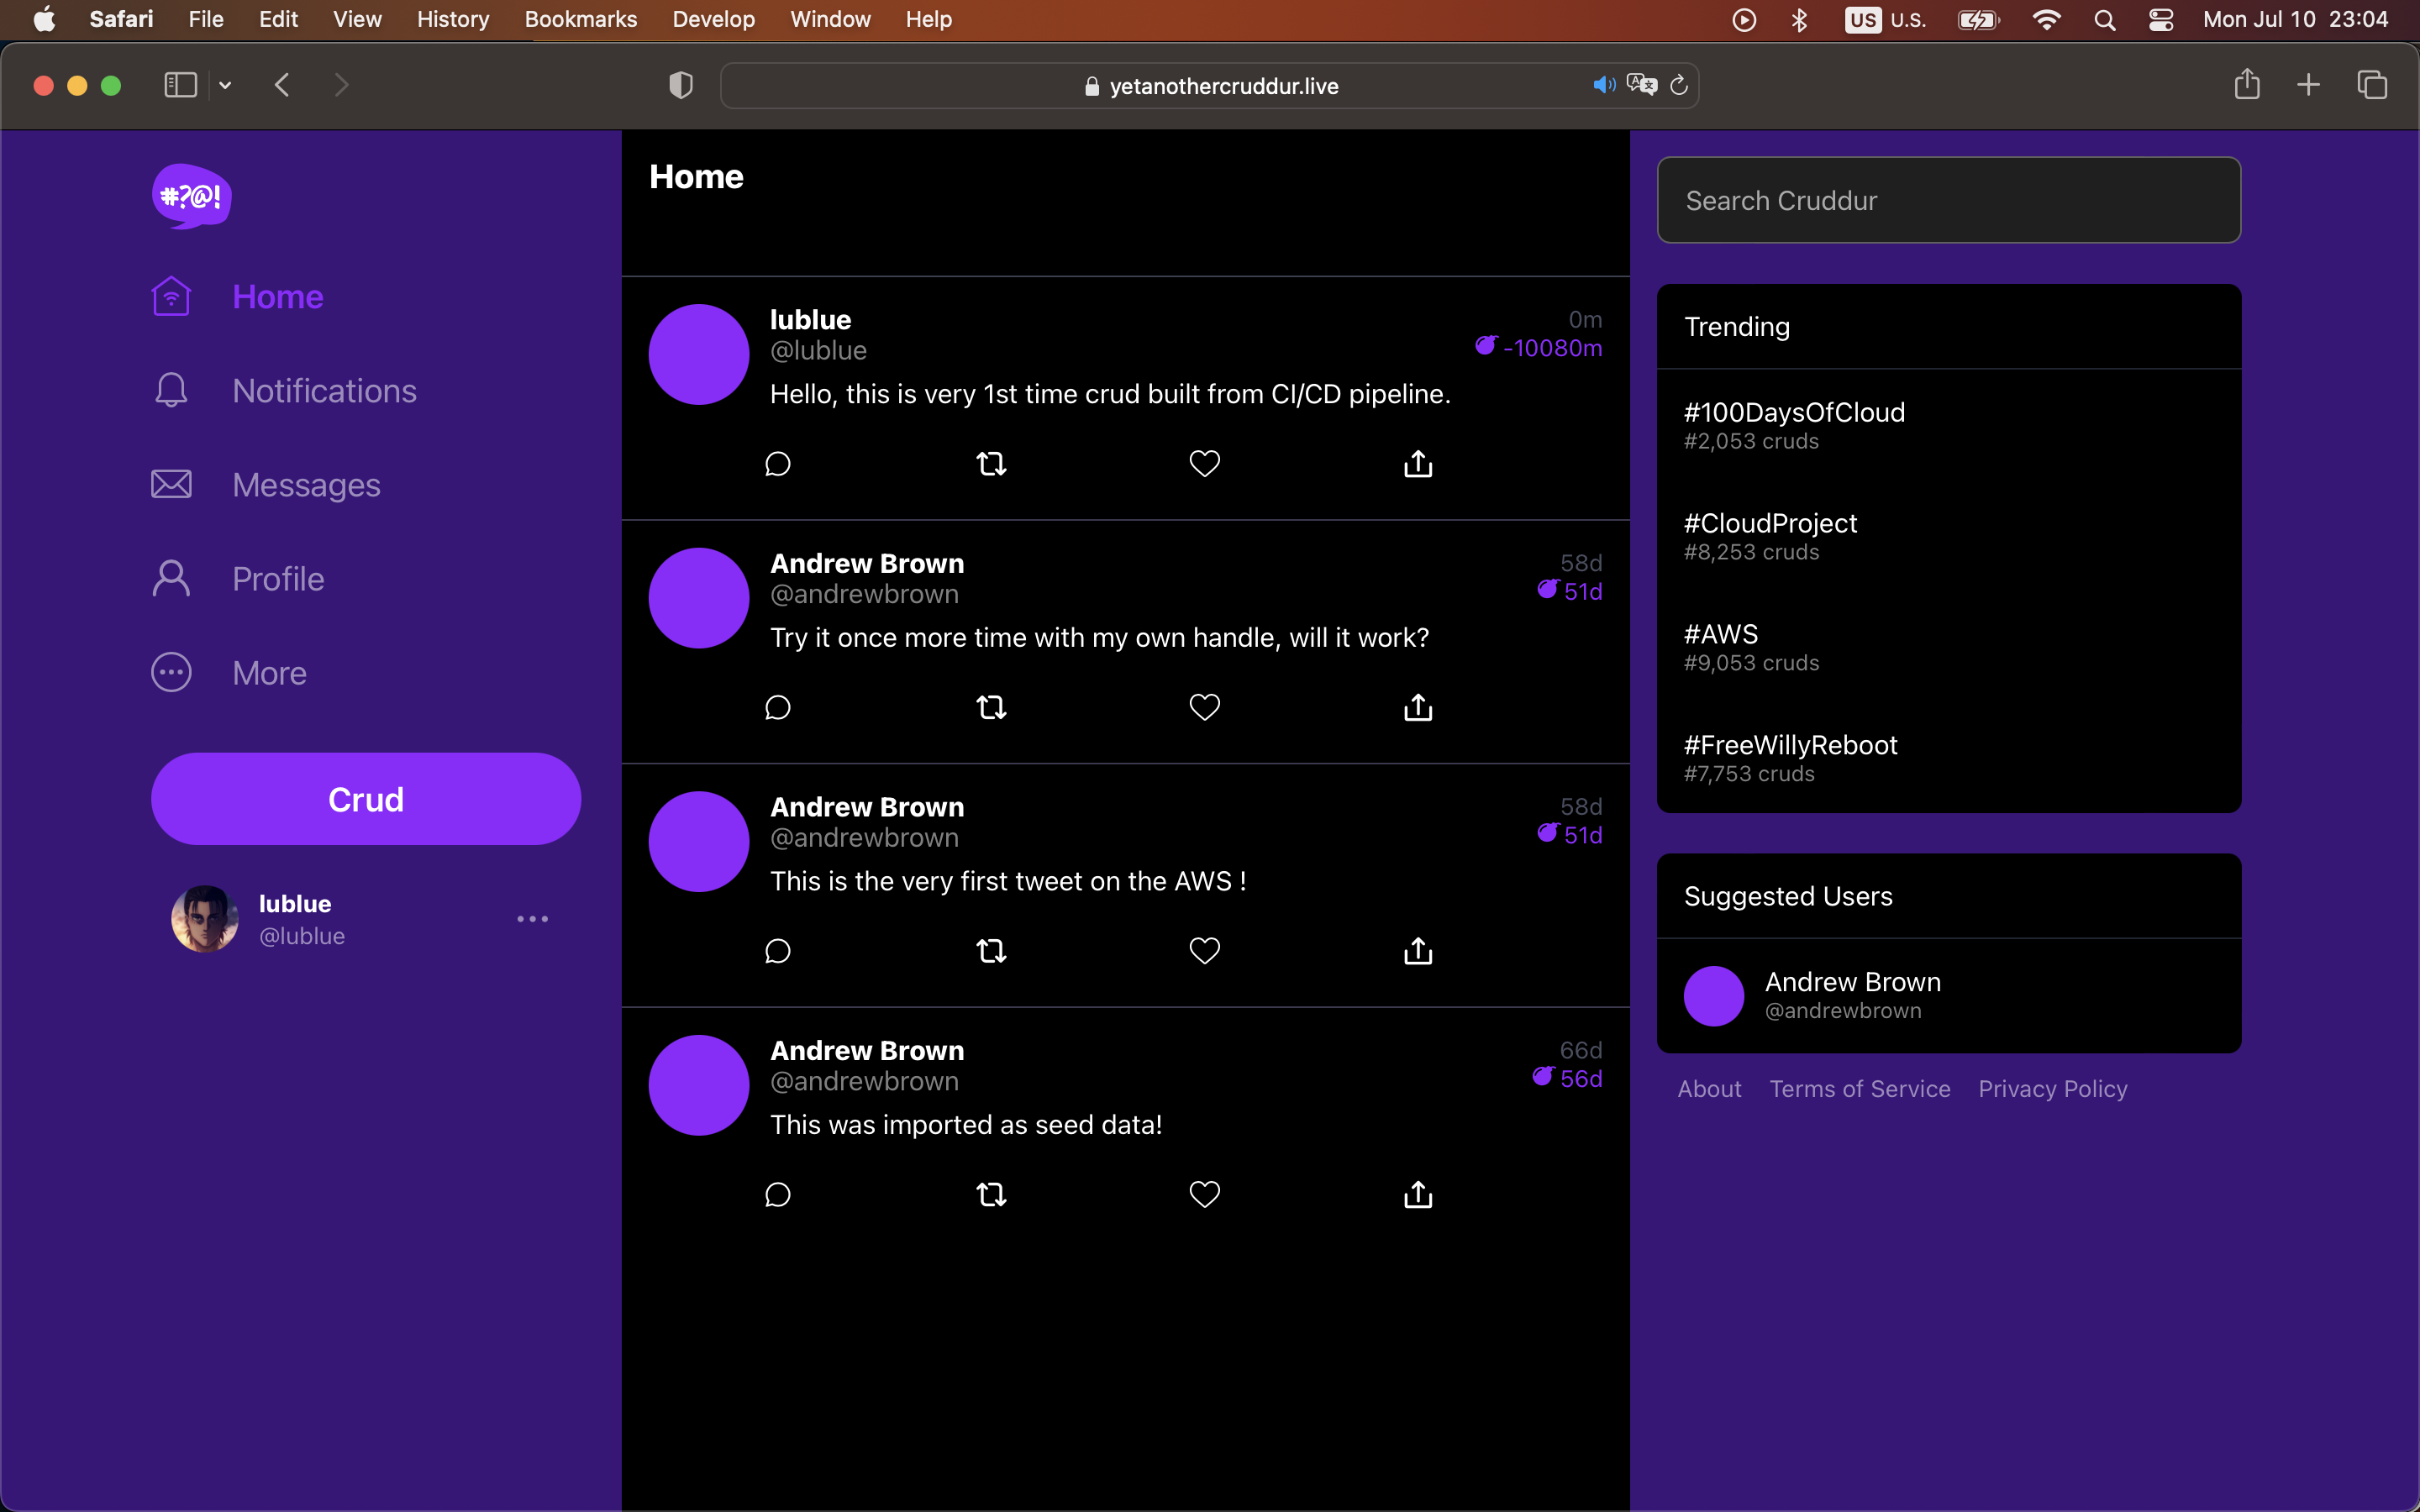 Safari File Edit View History Bookmarks Develop Window Help US U.S. Mon Jul 10 23:04
yetanothercruddur.live
#?@!
Home
Notifications
Messages
Profile
More
Crud
lublue
@lublue
Home
lublue
0m
@lublue
-10080m
Hello, this is very 1st time crud built from CI/CD pipeline.
Andrew Brown
58d
@andrewbrown
51d
Try it once more time with my own handle, will it work?
Andrew Brown
58d
@andrewbrown
51d
This is the very first tweet on the AWS !
Andrew Brown
66d
@andrewbrown
56d
This was imported as seed data!
Search Cruddur
Trending
#100DaysOfCloud
#2,053 cruds
#CloudProject
#8,253 cruds
#AWS
#9,053 cruds
#FreeWillyReboot
#7,753 cruds
Suggested Users
Andrew Brown
@andrewbrown
About Terms of Service Privacy Policy